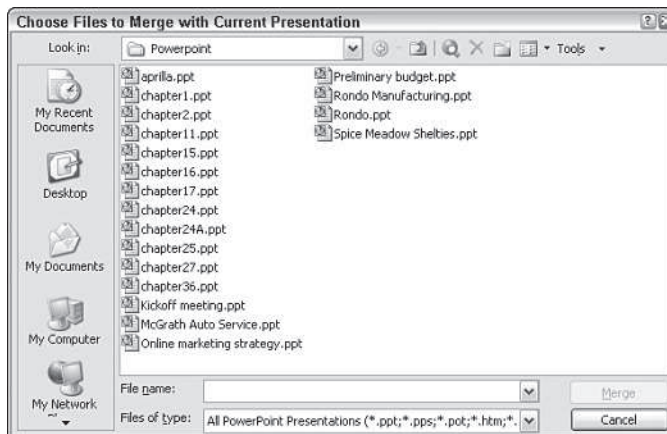 Choose Files to Merge with Current Presentation
Look in: Powerpoint Tools
aprilla.ppt
chapter1.ppt
chapter2.ppt
chapter11.ppt
chapter15.ppt
chapter16.ppt
chapter17.ppt
chapter24.ppt
chapter24A.ppt
chapter25.ppt
chapter27.ppt
chapter36.ppt
Kickoff meeting.ppt
McGrath Auto Service.ppt
Online marketing strategy.ppt
Preliminary budget.ppt
Rondo Manufacturing.ppt
Rondo.ppt
Spice Meadow Shelties.ppt
My Recent
Documents
Desktop
My Documents
My Computer
My Network
File name: Merge
Files of type: All PowerPoint Presentations (*.ppt;*.pps;*.pot;*.htm;*. Cancel